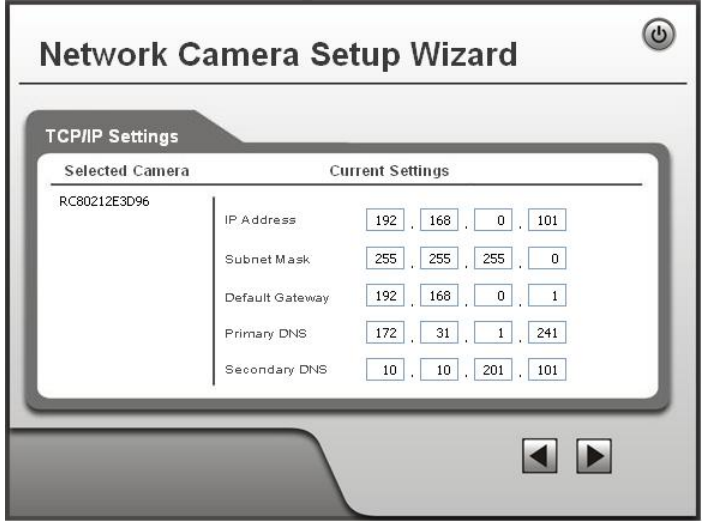 Network Camera Setup Wizard
TCP/IP Settings
Selected Camera Current Settings
RC80212E3D96
IP Address 192 . 168 . 0 . 101
Subnet Mask 255 . 255 . 255 . 0
Default Gateway 192 . 168 . 0 . 1
Primary DNS 172 . 31 . 1 . 241
Secondary DNS 10 . 10 . 201 . 101